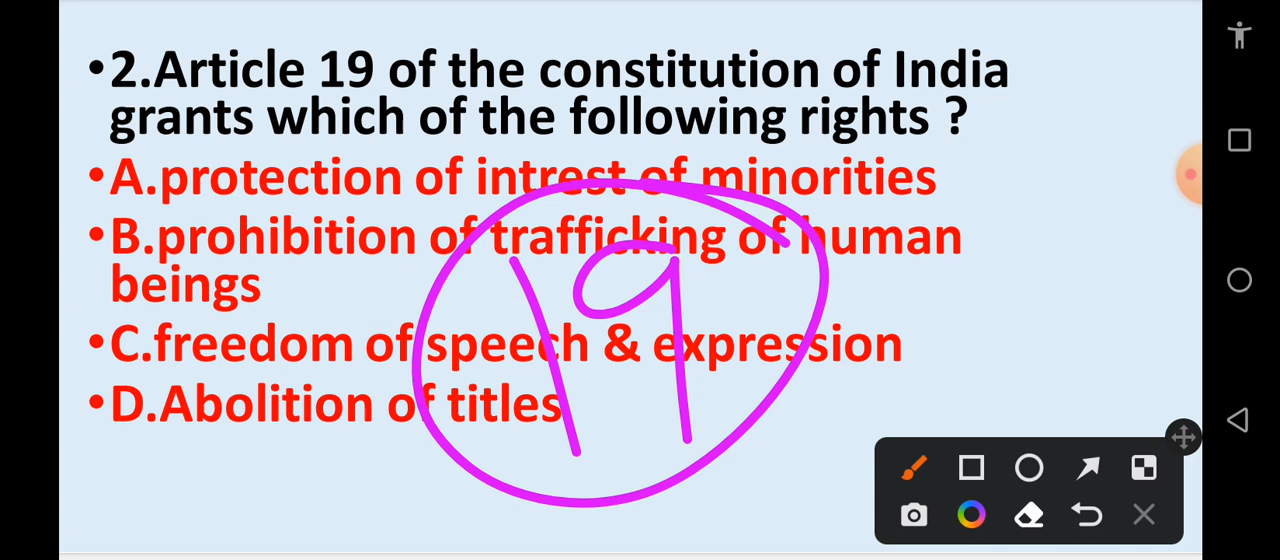 •2.Article 19 of the constitution of India
grants which of the following rights ?
•A.protection of intrest of minorities
•B.prohibition of trafficking of human
beings
•C.freedom of speech & expression
•D.Abolition of titles
19